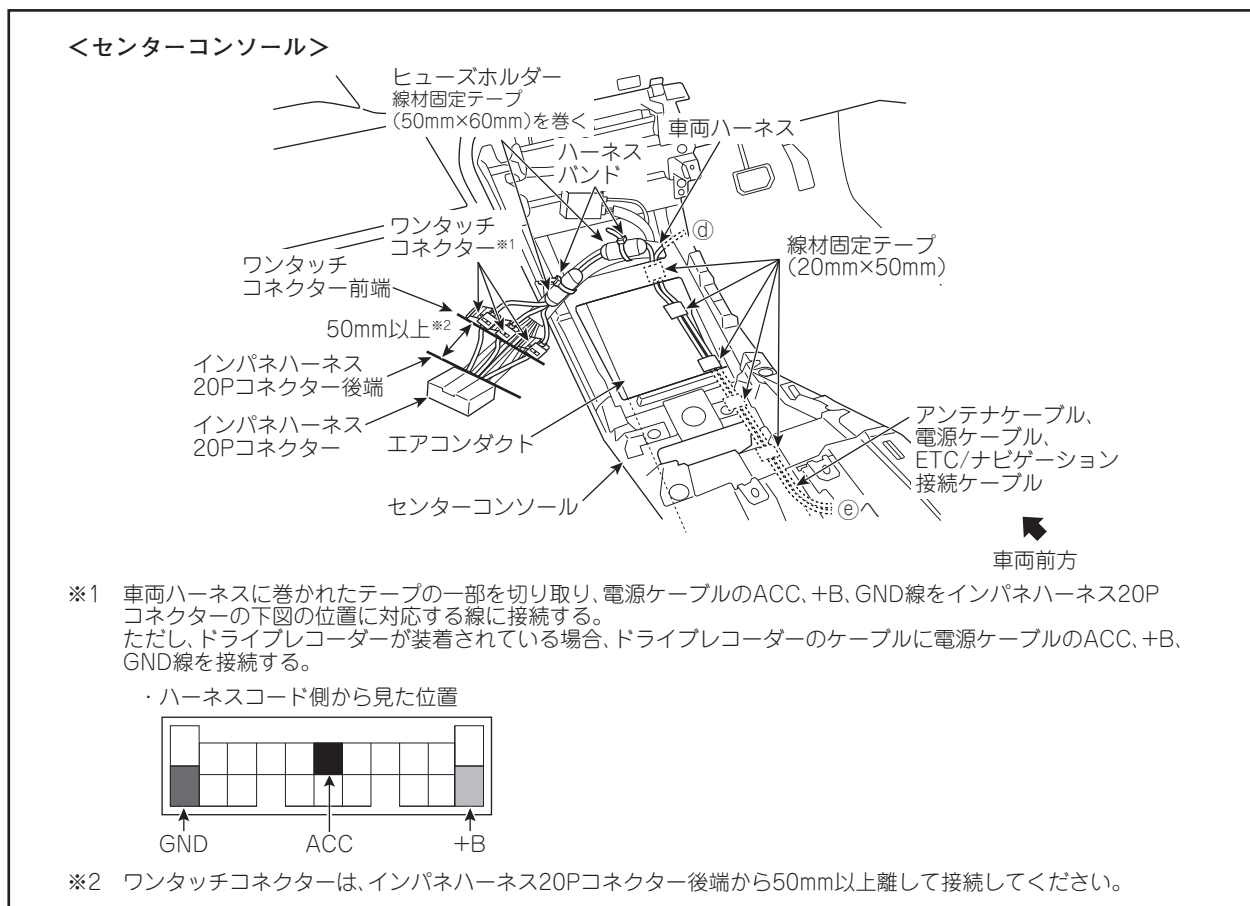 ＜センターコンソール＞
ヒューズホルダー
線材固定テープ
（50mm×60mm）を巻く
車両ハーネス
ハーネス
バンド
ワンタッチ
コネクター※1
ⓓ
線材固定テープ
（20mm×50mm）
ワンタッチ
コネクター前端
50mm以上※2
インパネハーネス
20Pコネクター後端
インパネハーネス
20Pコネクター
エアコンダクト
アンテナケーブル、
電源ケーブル、
ETC/ナビゲーション
接続ケーブル
センターコンソール
ⓔへ
車両前方
※1 車両ハーネスに巻かれたテープの一部を切り取り、電源ケーブルのACC、+B、GND線をインパネハーネス20P
コネクターの下図の位置に対応する線に接続する。
ただし、ドライブレコーダーが装着されている場合、ドライブレコーダーのケーブルに電源ケーブルのACC、+B、
GND線を接続する。
・ハーネスコード側から見た位置
GND ACC +B
※2 ワンタッチコネクターは、インパネハーネス20Pコネクター後端から50mm以上離して接続してください。